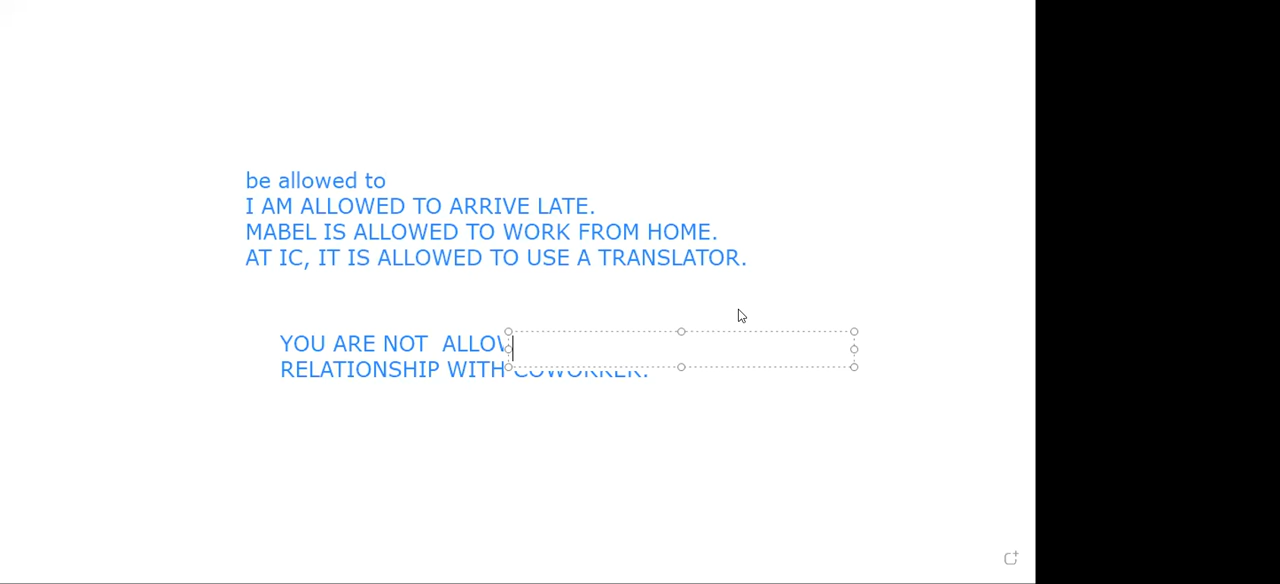 be allowed to
I AM ALLOWED TO ARRIVE LATE.
MABEL IS ALLOWED TO WORK FROM HOME.
AT IC, IT IS ALLOWED TO USE A TRANSLATOR.
YOU ARE NOT ALLOW
RELATIONSHIP WITH COWORKER.